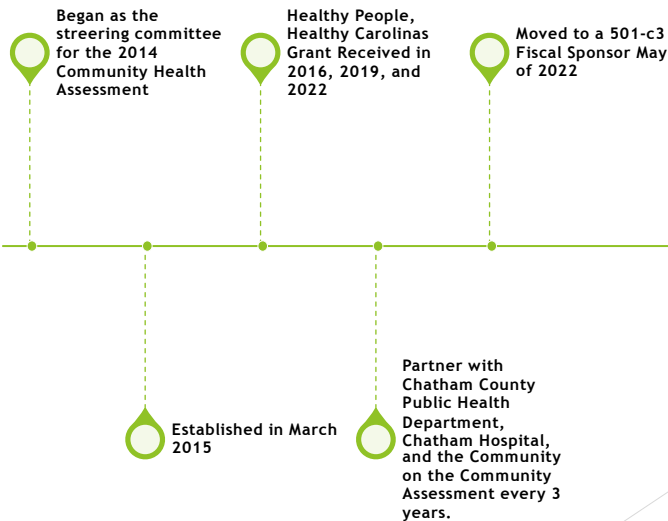 Began as the
streering committee
for the 2014
Community Health
Assessment
Healthy People,
Healthy Carolinas
Grant Received in
2016, 2019, and
2022
Moved to a 501-c3
Fiscal Sponsor May
of 2022
Established in March
2015
Partner with
Chatham County
Public Health
Department,
Chatham Hospital,
and the Community
on the Community
Assessment every 3
years.